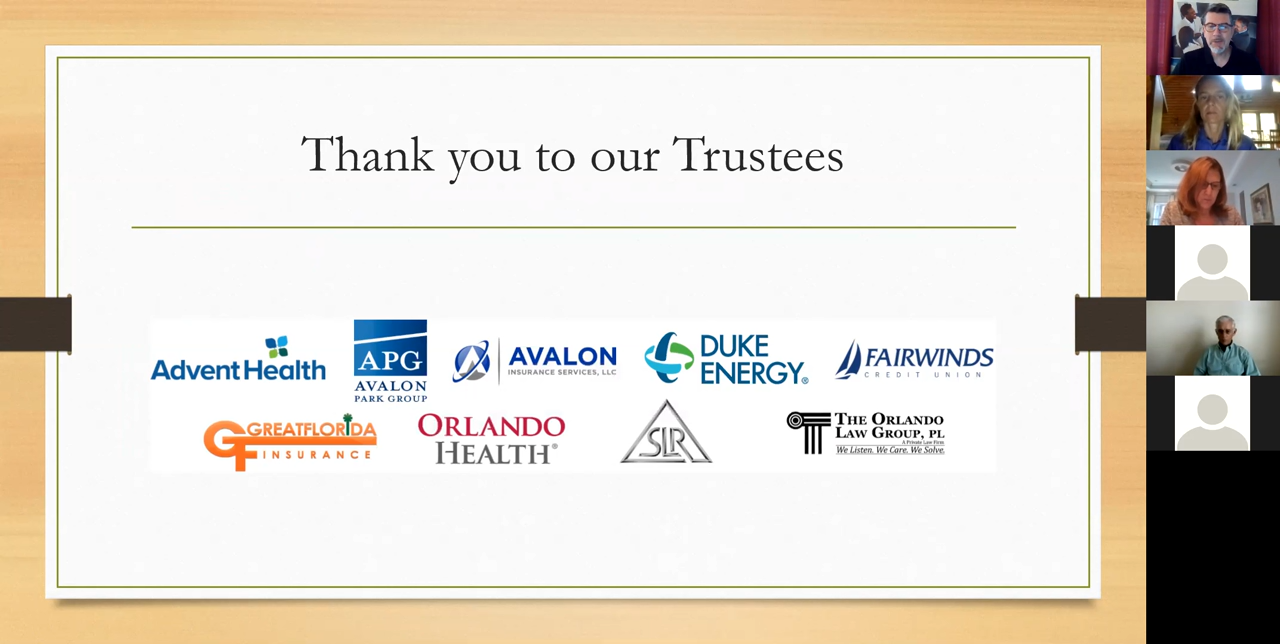 Thank you to our Trustees
AdventHealth
APG
AVALON
PARK GROUP
AVALON
INSURANCE SERVICES, LLC
DUKE
ENERGY®
FAIRWINDS
CREDIT UNION
GF
GREATFLORIDA
INSURANCE
ORLANDO
HEALTH®
SLR
THE ORLANDO
LAW GROUP, PL
A Private Law Firm
We Listen. We Care. We Solve.